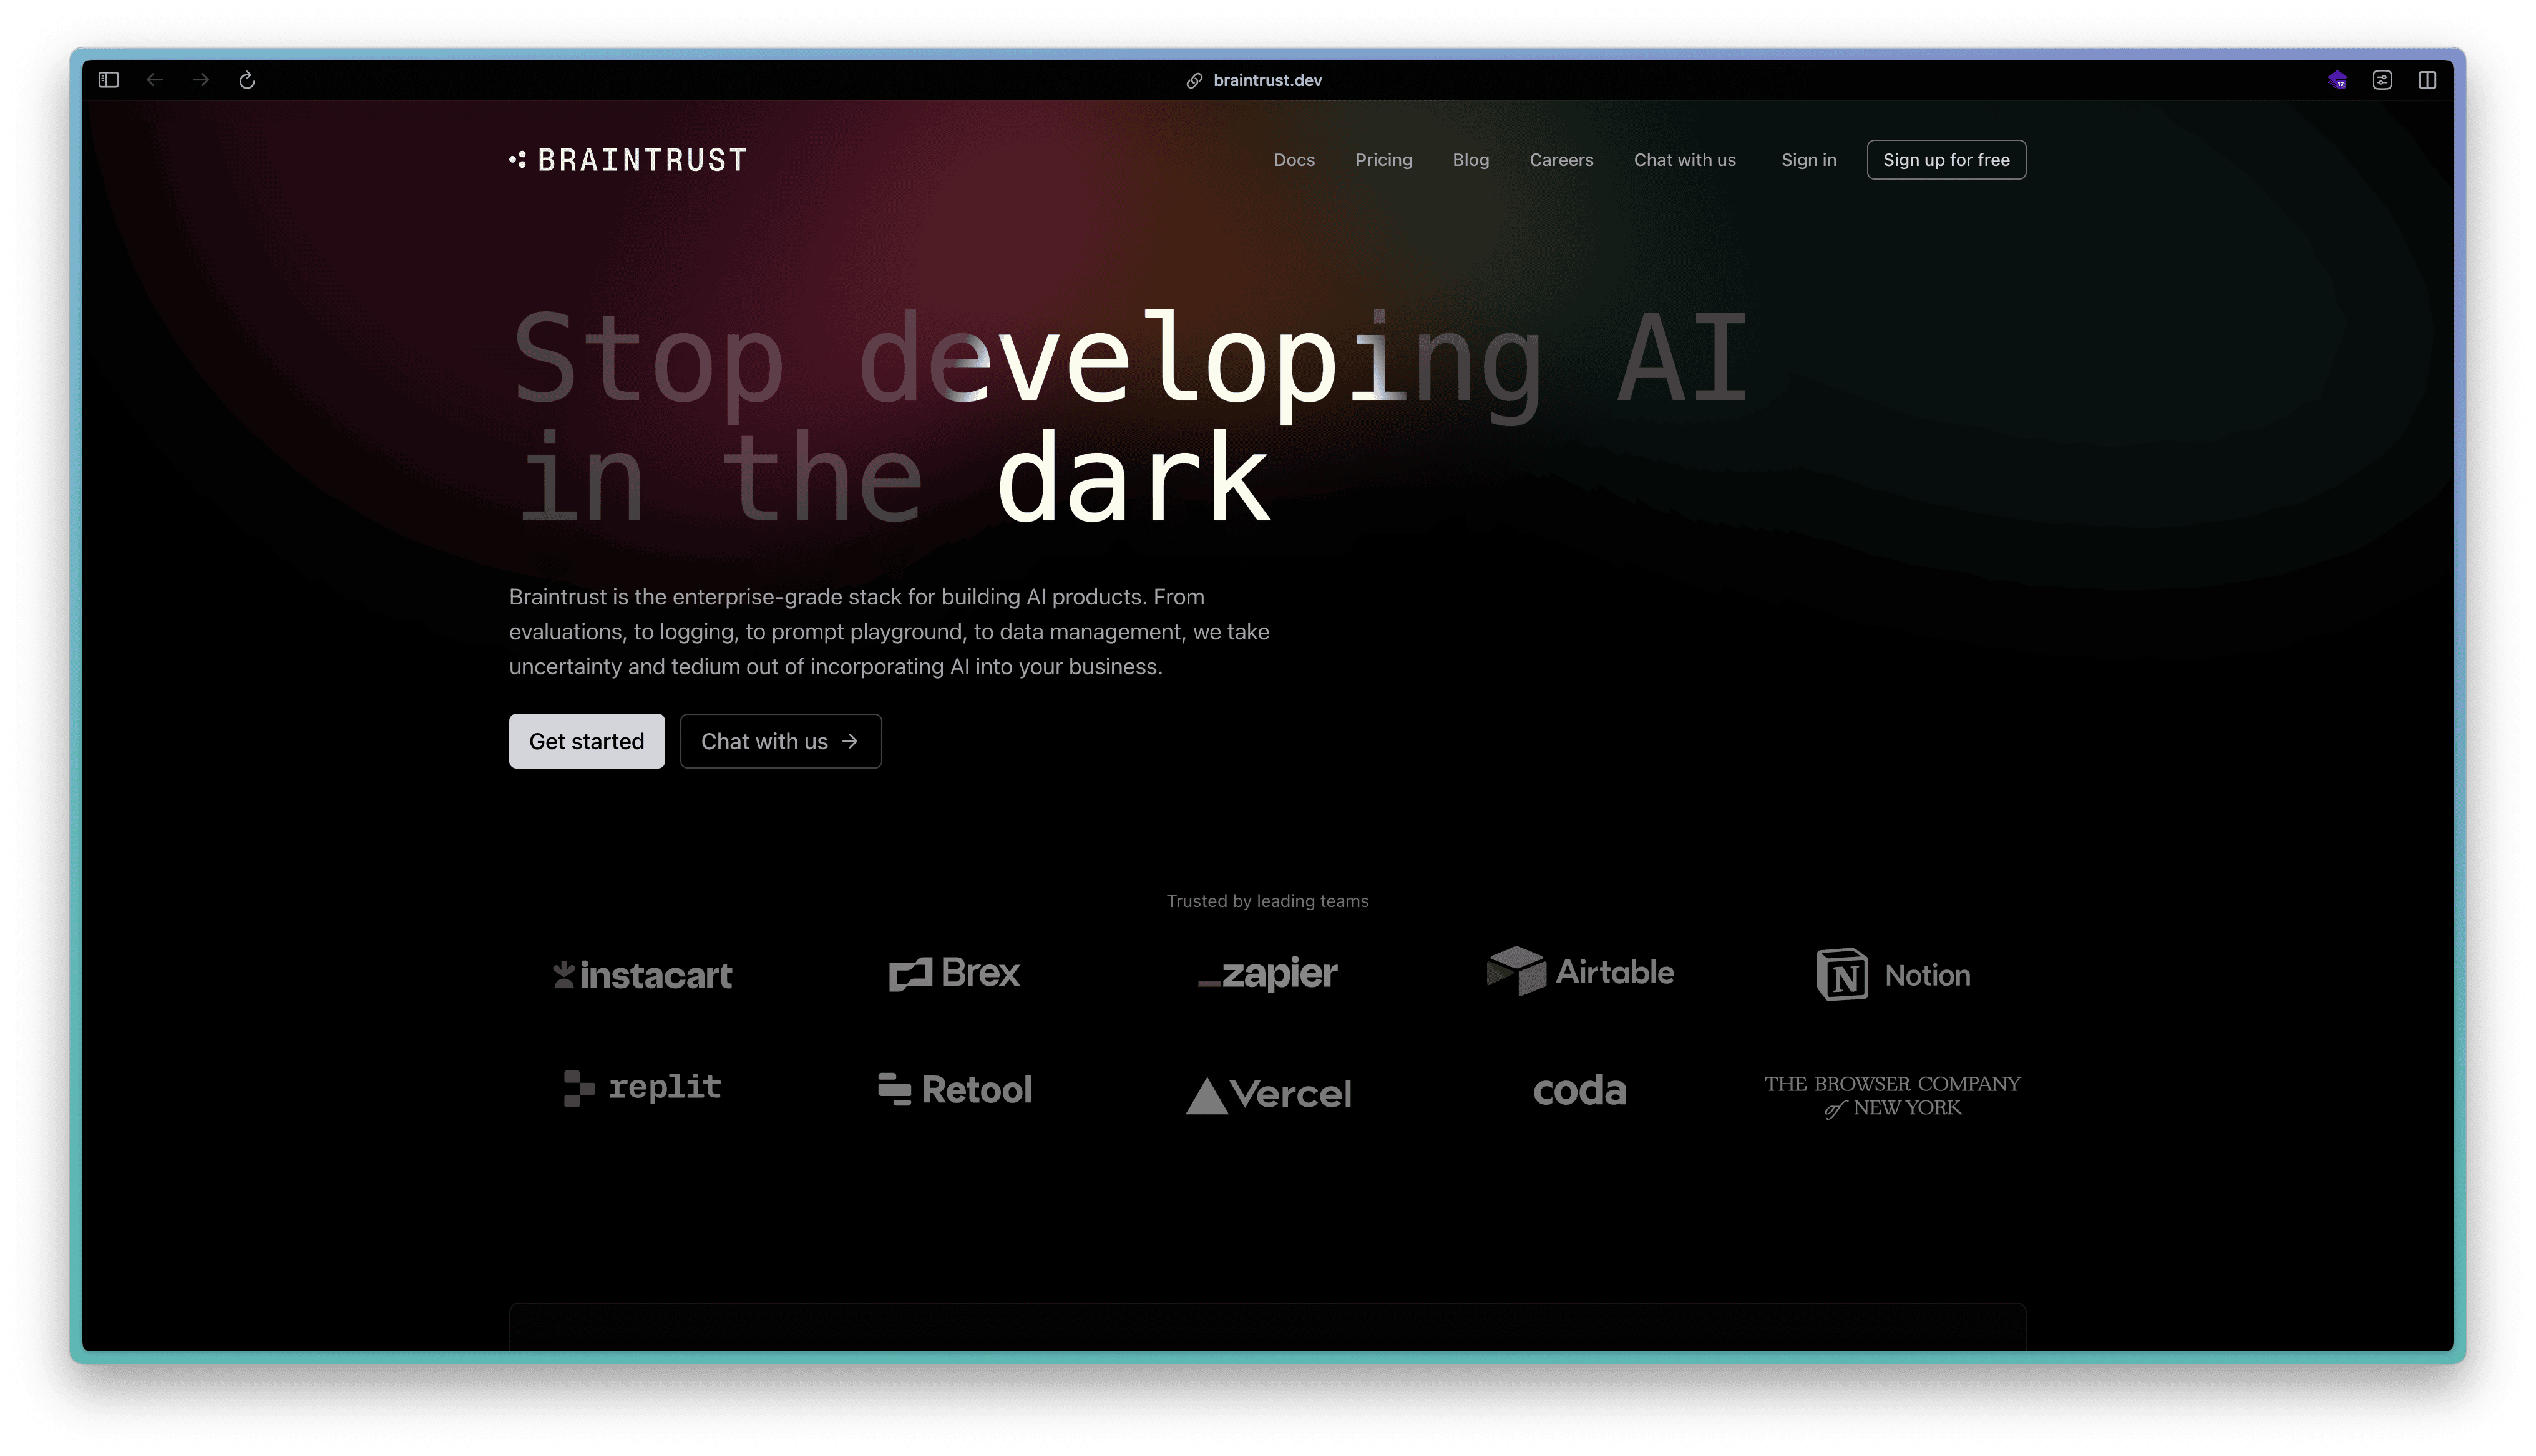 braintrust.dev
17
BRAINTRUST
Docs Pricing Blog Careers Chat with us Sign in Sign up for free
Stop developing AI
in the dark
Braintrust is the enterprise-grade stack for building AI products. From
evaluations, to logging, to prompt playground, to data management, we take
uncertainty and tedium out of incorporating AI into your business.
Get started Chat with us →
Trusted by leading teams
instacart Brex _zapier Airtable N Notion
replit Retool Vercel coda THE BROWSER COMPANY
of NEW YORK